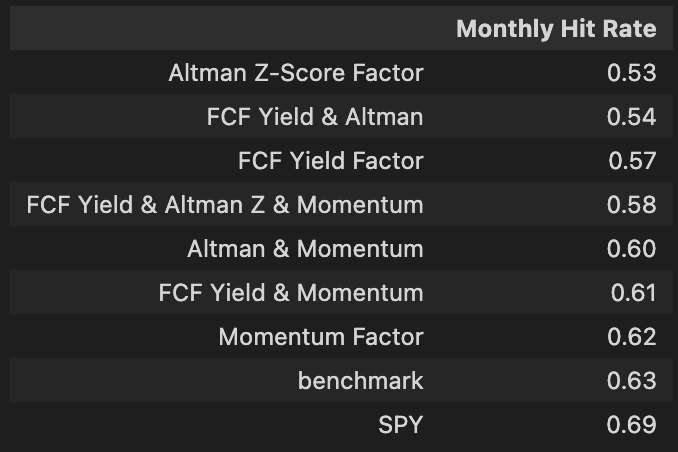 Monthly Hit Rate
Altman Z-Score Factor 0.53
FCF Yield & Altman 0.54
FCF Yield Factor 0.57
FCF Yield & Altman Z & Momentum 0.58
Altman & Momentum 0.60
FCF Yield & Momentum 0.61
Momentum Factor 0.62
benchmark 0.63
SPY 0.69